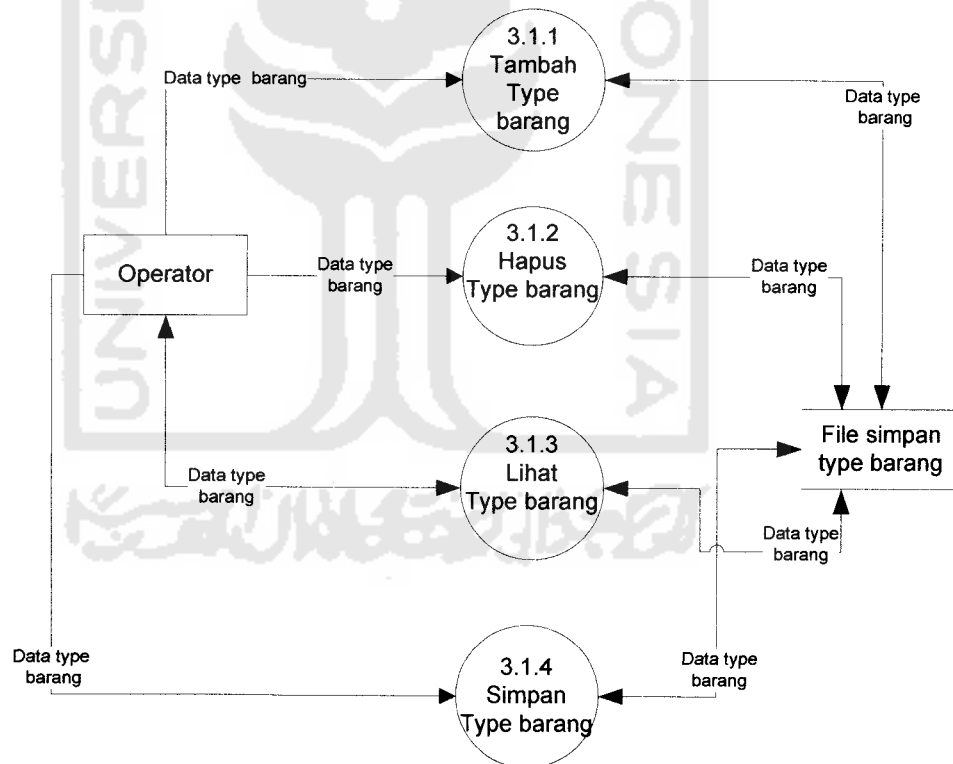 3.1.1
Tambah
Type
barang
Data type barang
Data type
barang
3.1.2
Hapus
Type barang
Operator
Data type
barang
Data type
barang
File simpan
type barang
3.1.3
Lihat
Type barang
Data type
barang
Data type
barang
3.1.4
Simpan
Type barang
Data type
barang
Data type
barang